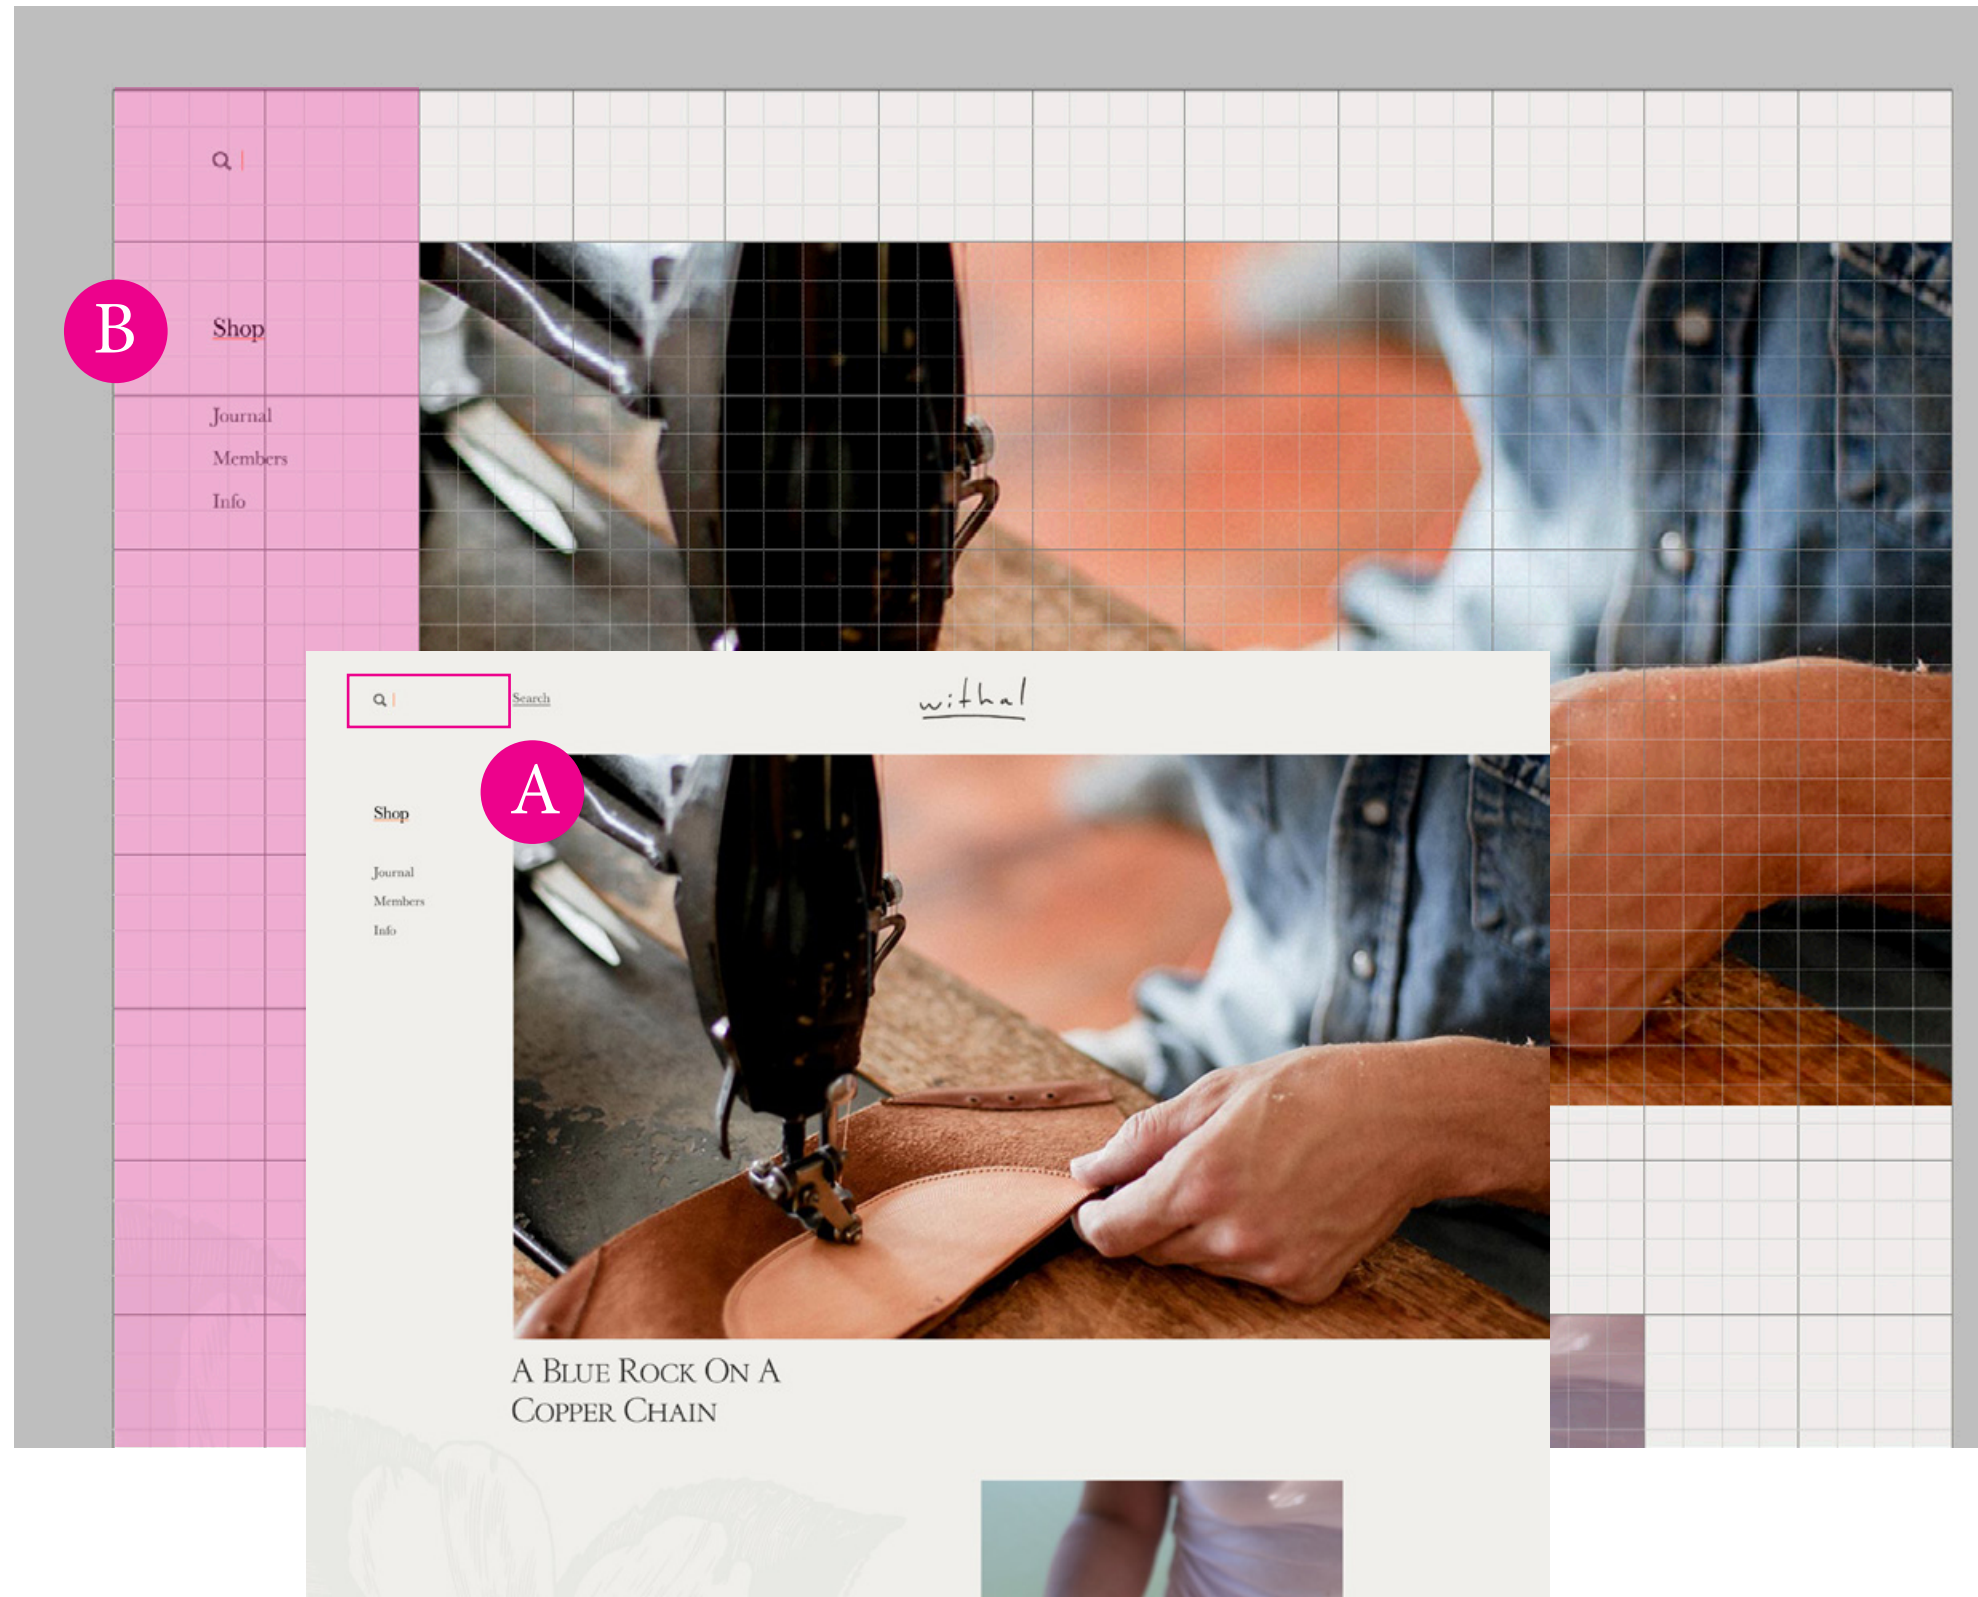 B
Shop
Journal
Members
Info
Search
withal
A
Shop
Journal
Members
Info
A Blue Rock On A
Copper Chain